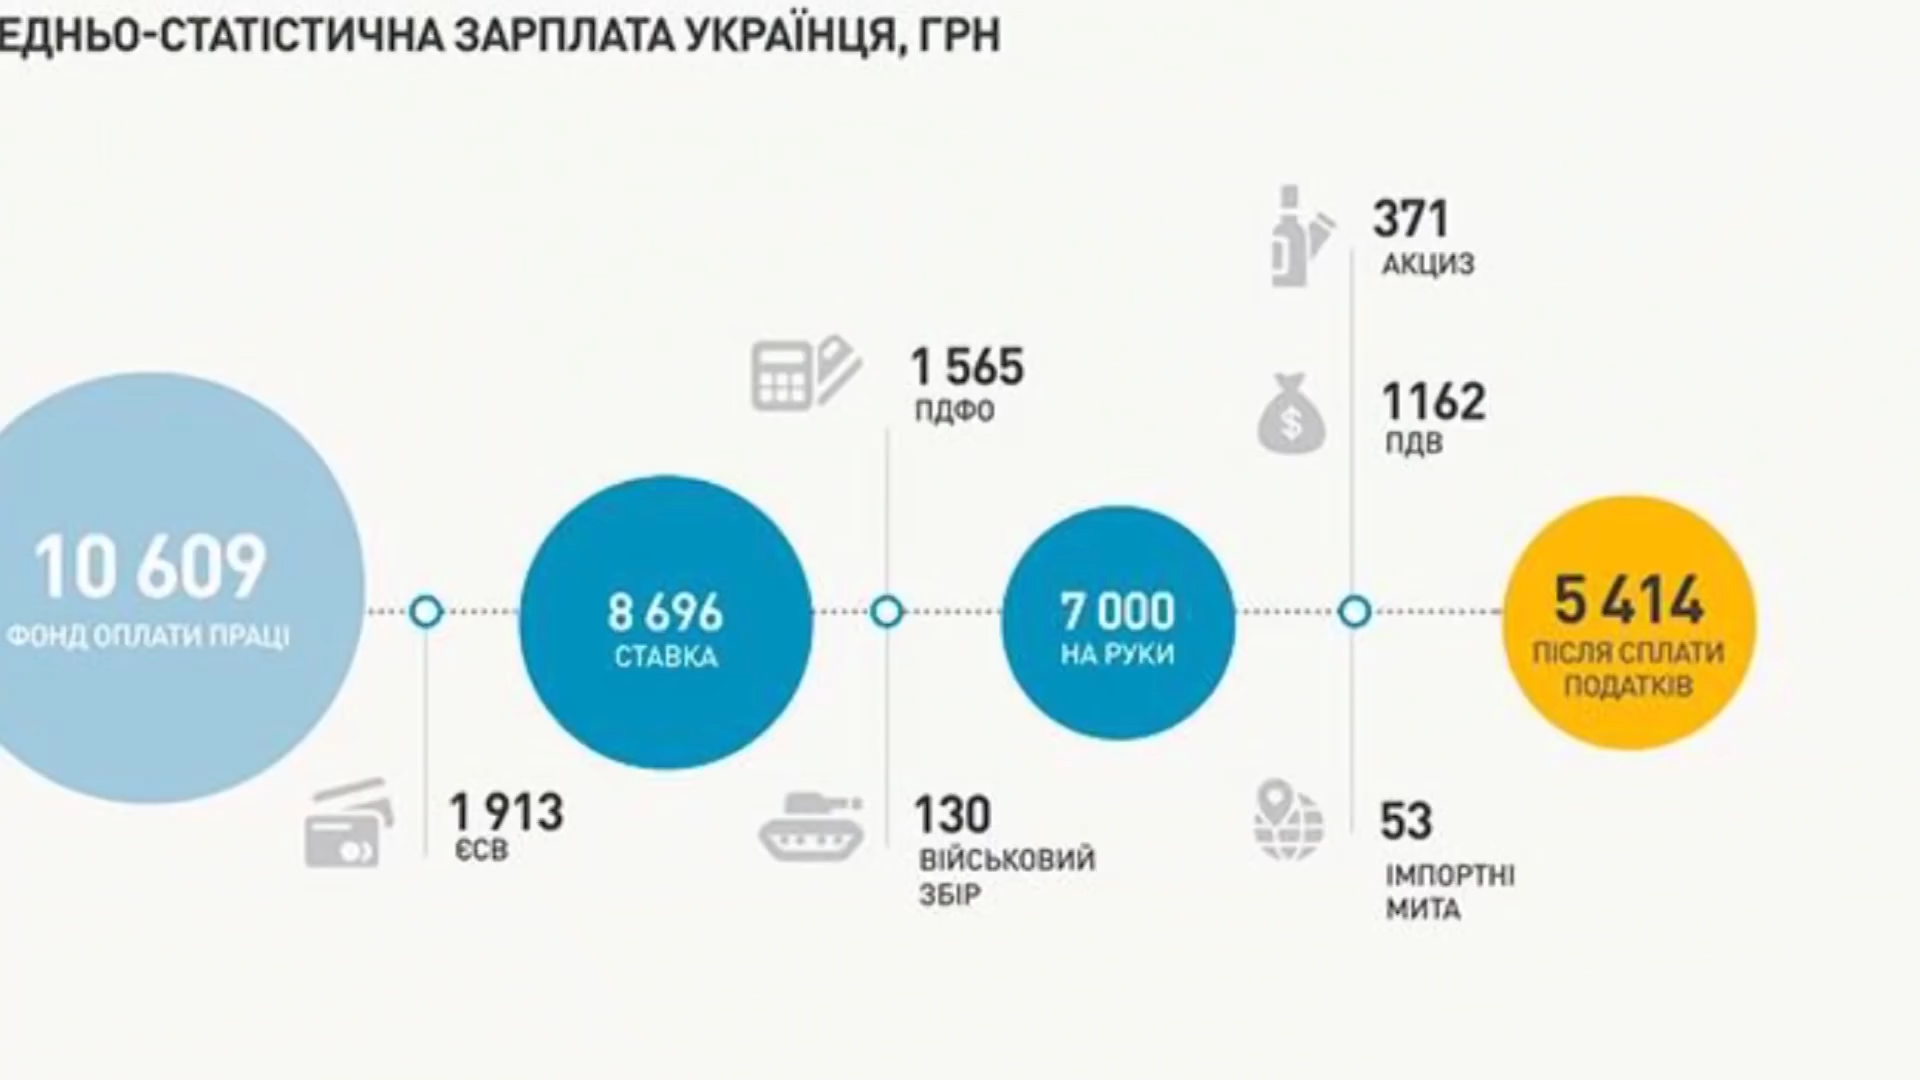 ЕДНЬО-СТАТІСТИЧНА ЗАРПЛАТА УКРАЇНЦЯ, ГРН
10 609
ФОНД ОПЛАТИ ПРАЦІ
1 913
ЄСВ
8 696
СТАВКА
1 565
ПДФО
130
ВІЙСЬКОВИЙ
ЗБІР
7 000
НА РУКИ
371
АКЦИЗ
1162
ПДВ
53
ІМПОРТНІ
МИТА
5 414
ПІСЛЯ СПЛАТИ
ПОДАТКІВ